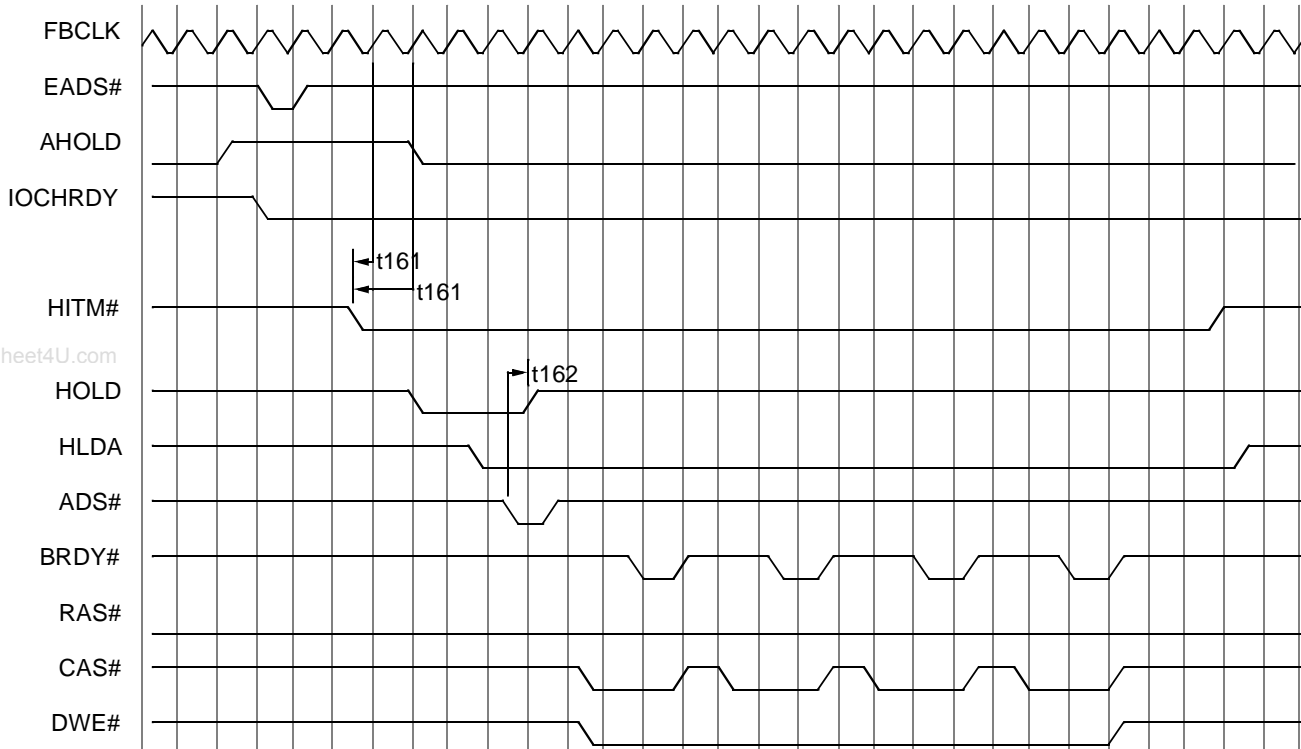 FBCLK
EADS#
AHOLD
IOCHRDY
t161
t161
HITM#
heet4U.com
t162
HOLD
HLDA
ADS#
BRDY#
RAS#
CAS#
DWE#